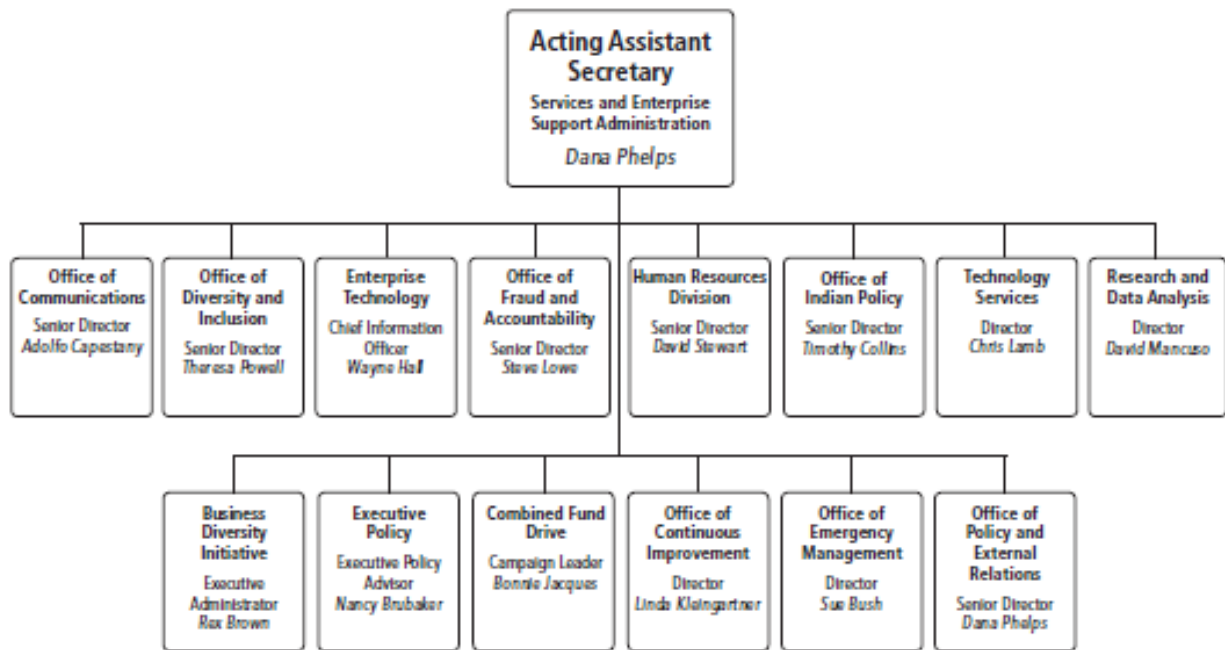 Acting Assistant
Secretary
Services and Enterprise
Support Administration
Dana Phelps
Office of
Communications
Senior Director
Adolfo Capestany
Office of
Diversity and
Inclusion
Senior Director
Theresa Powell
Enterprise
Technology
Chief Information
Officer
Wayne Hall
Office of
Fraud and
Accountability
Senior Director
Steve Lowe
Human Resources
Division
Senior Director
David Stewart
Office of
Indian Policy
Senior Director
Timothy Collins
Technology
Services
Director
Chris Lamb
Research and
Data Analysis
Director
David Mancuso
Business
Diversity
Initiative
Executive
Administrator
Rex Brown
Executive
Policy
Executive Policy
Advisor
Nancy Brubaker
Combined Fund
Drive
Campaign Leader
Bonnie Jacques
Office of
Continuous
Improvement
Director
Linda Kleingartner
Office of
Emergency
Management
Director
Sue Bush
Office of
Policy and
External
Relations
Senior Director
Dana Phelps